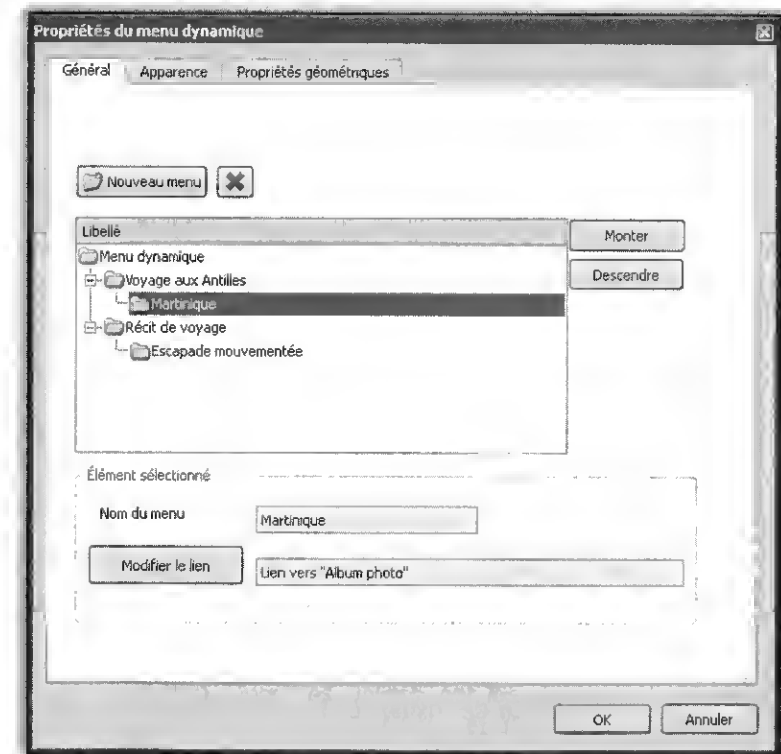 Propriétés du menu dynamique
Général Apparence Propriétés géométriques
Nouveau menu
Libellé
Monter
Menu dynamique
Descendre
Voyage aux Antilles
Martinique
Récit de voyage
Escapade mouvementée
Élément sélectionné
Nom du menu
Martinique
Modifier le lien
Lien vers "Album photo"
OK
Annuler